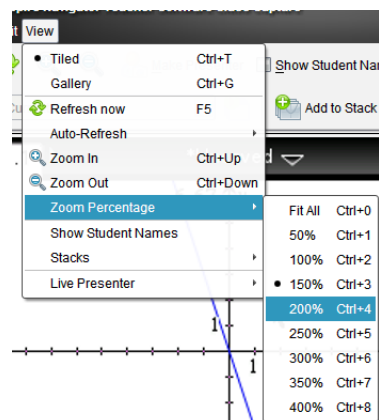 View
Tiled Ctrl+T
Gallery Ctrl+G
Refresh now F5
Auto-Refresh
Zoom In Ctrl+Up
Zoom Out Ctrl+Down
Zoom Percentage
Show Student Names
Stacks
Live Presenter
Show Student Nar
Add to Stack
Fit All Ctrl+0
50% Ctrl+1
100% Ctrl+2
150% Ctrl+3
200% Ctrl+4
250% Ctrl+5
300% Ctrl+6
350% Ctrl+7
400% Ctrl+8
1
1